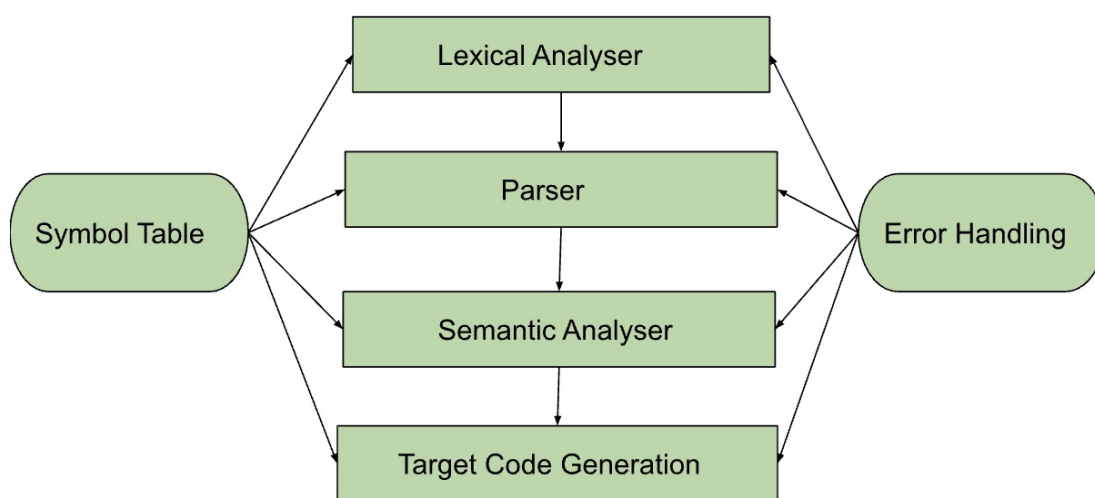 Lexical Analyser
Parser
Symbol Table
Error Handling
Semantic Analyser
Target Code Generation